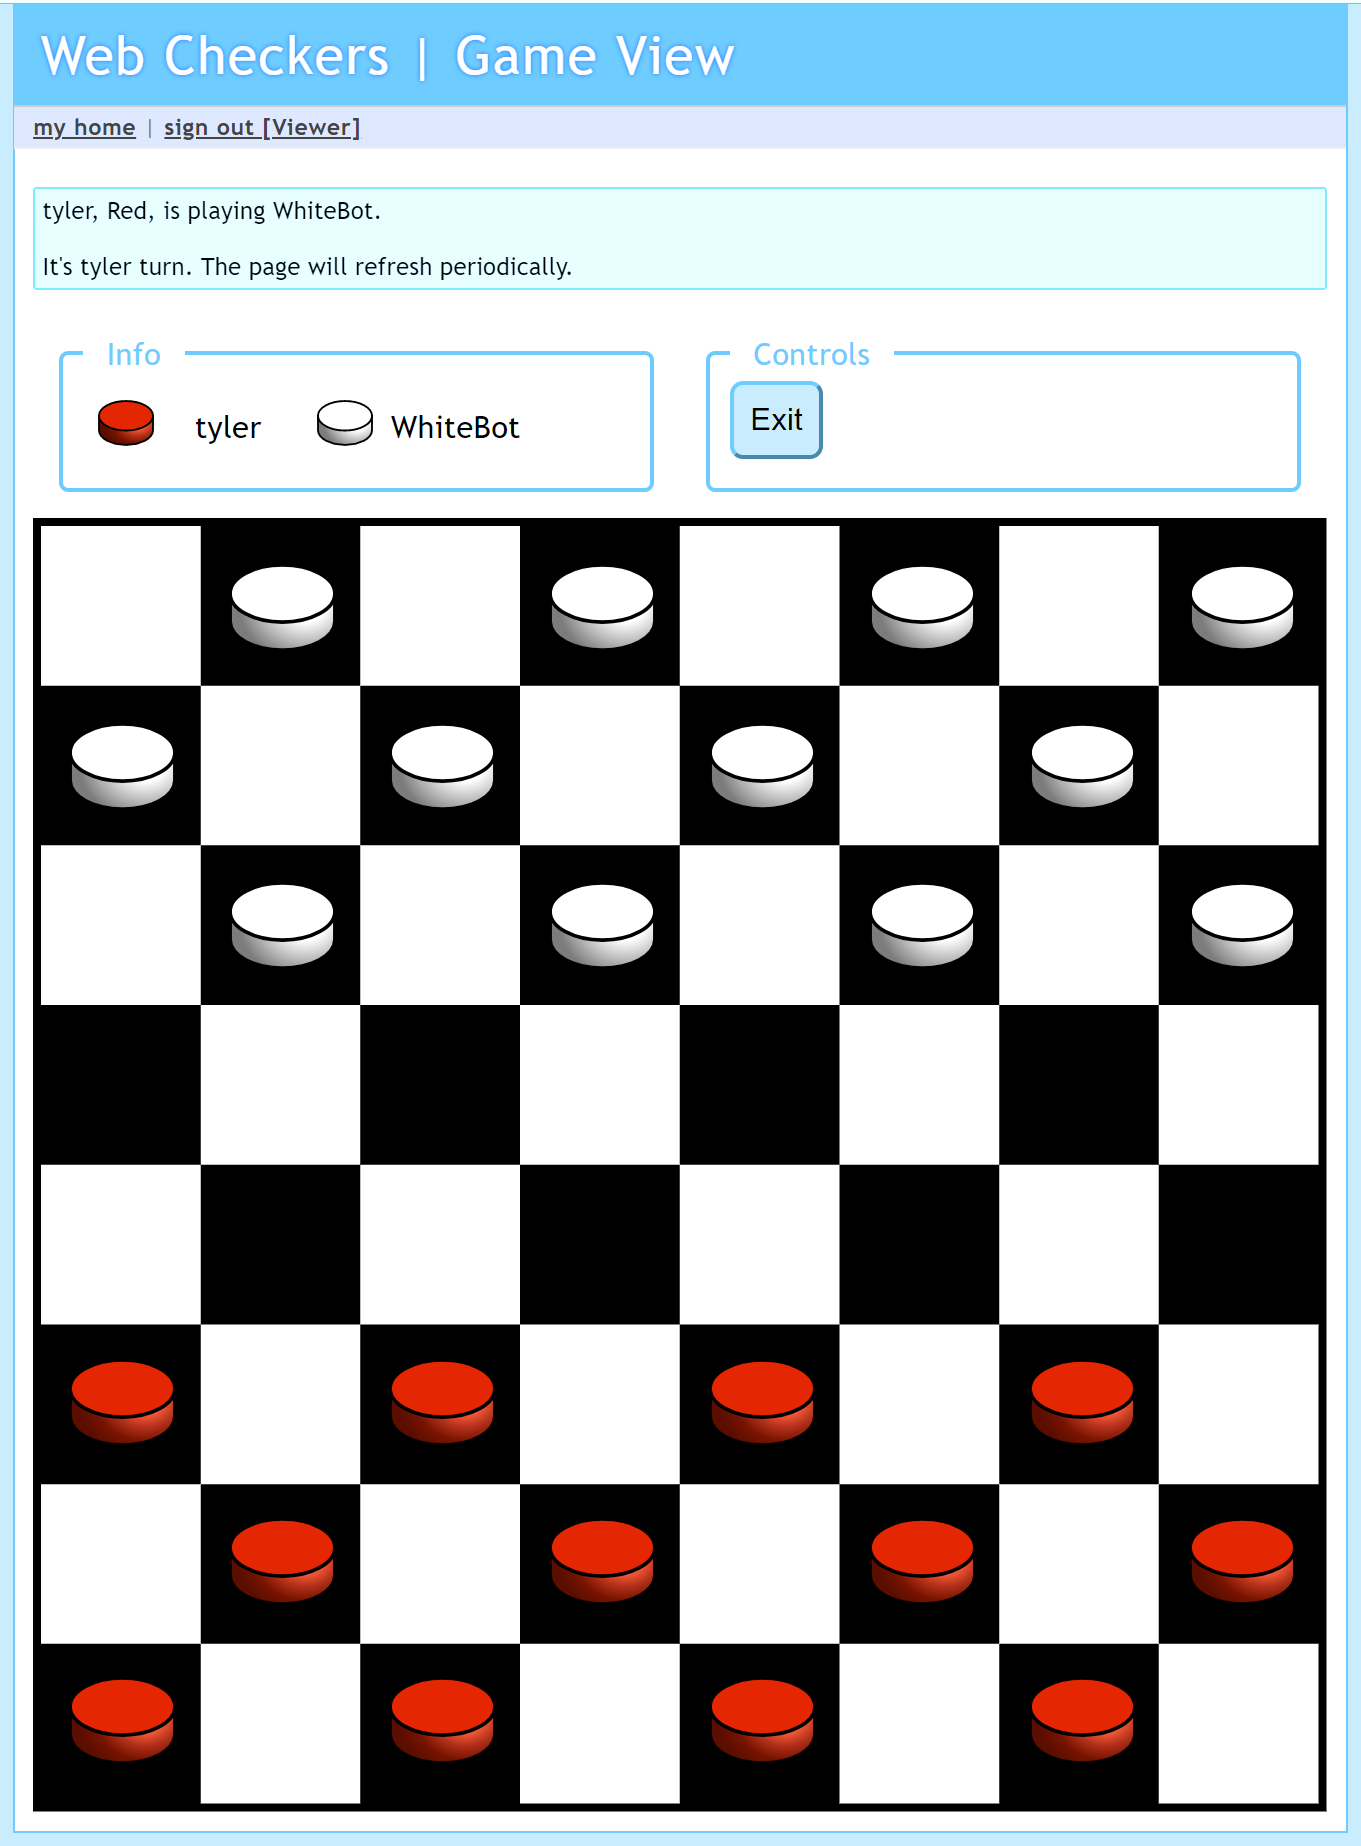 Web Checkers | Game View
my home | sign out [Viewer]
tyler, Red, is playing WhiteBot.
It's tyler turn. The page will refresh periodically.
Info
tyler
WhiteBot
Controls
Exit